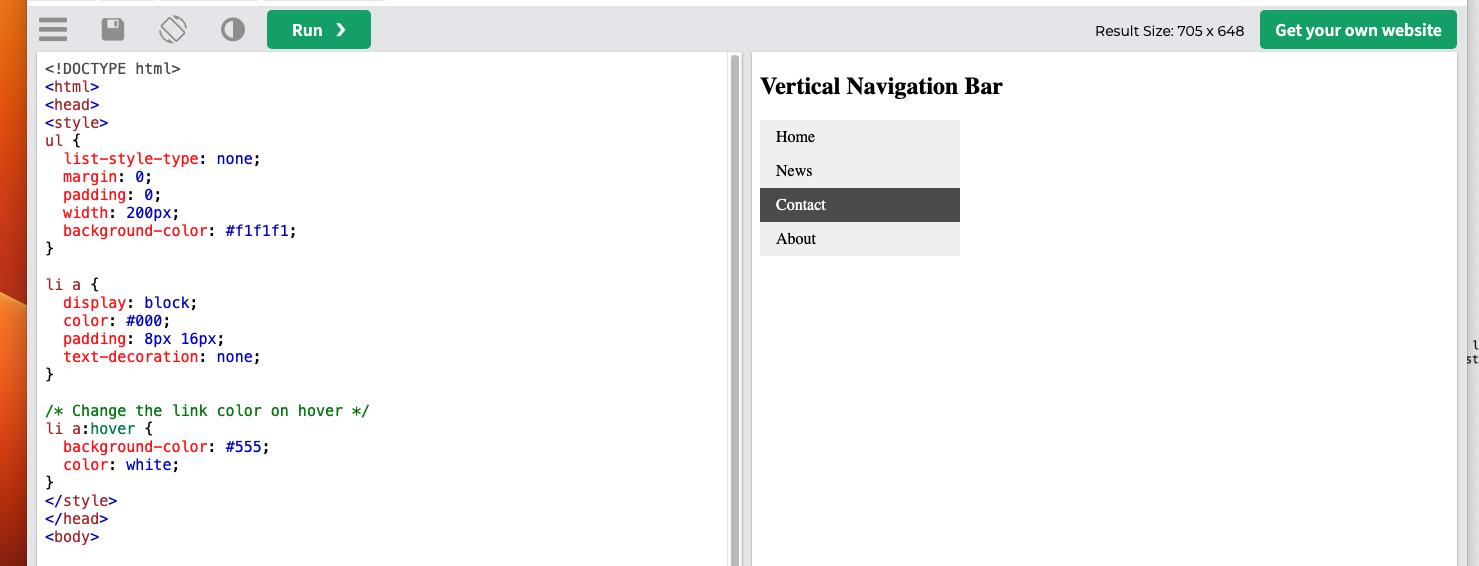 Run ❯
Result Size: 705 x 648
Get your own website
<!DOCTYPE html>
<html>
<head>
<style>
ul {
  list-style-type: none;
  margin: 0;
  padding: 0;
  width: 200px;
  background-color: #f1f1f1;
}

li a {
  display: block;
  color: #000;
  padding: 8px 16px;
  text-decoration: none;
}

/* Change the link color on hover */
li a:hover {
  background-color: #555;
  color: white;
}
</style>
</head>
<body>
Vertical Navigation Bar
Home
News
Contact
About